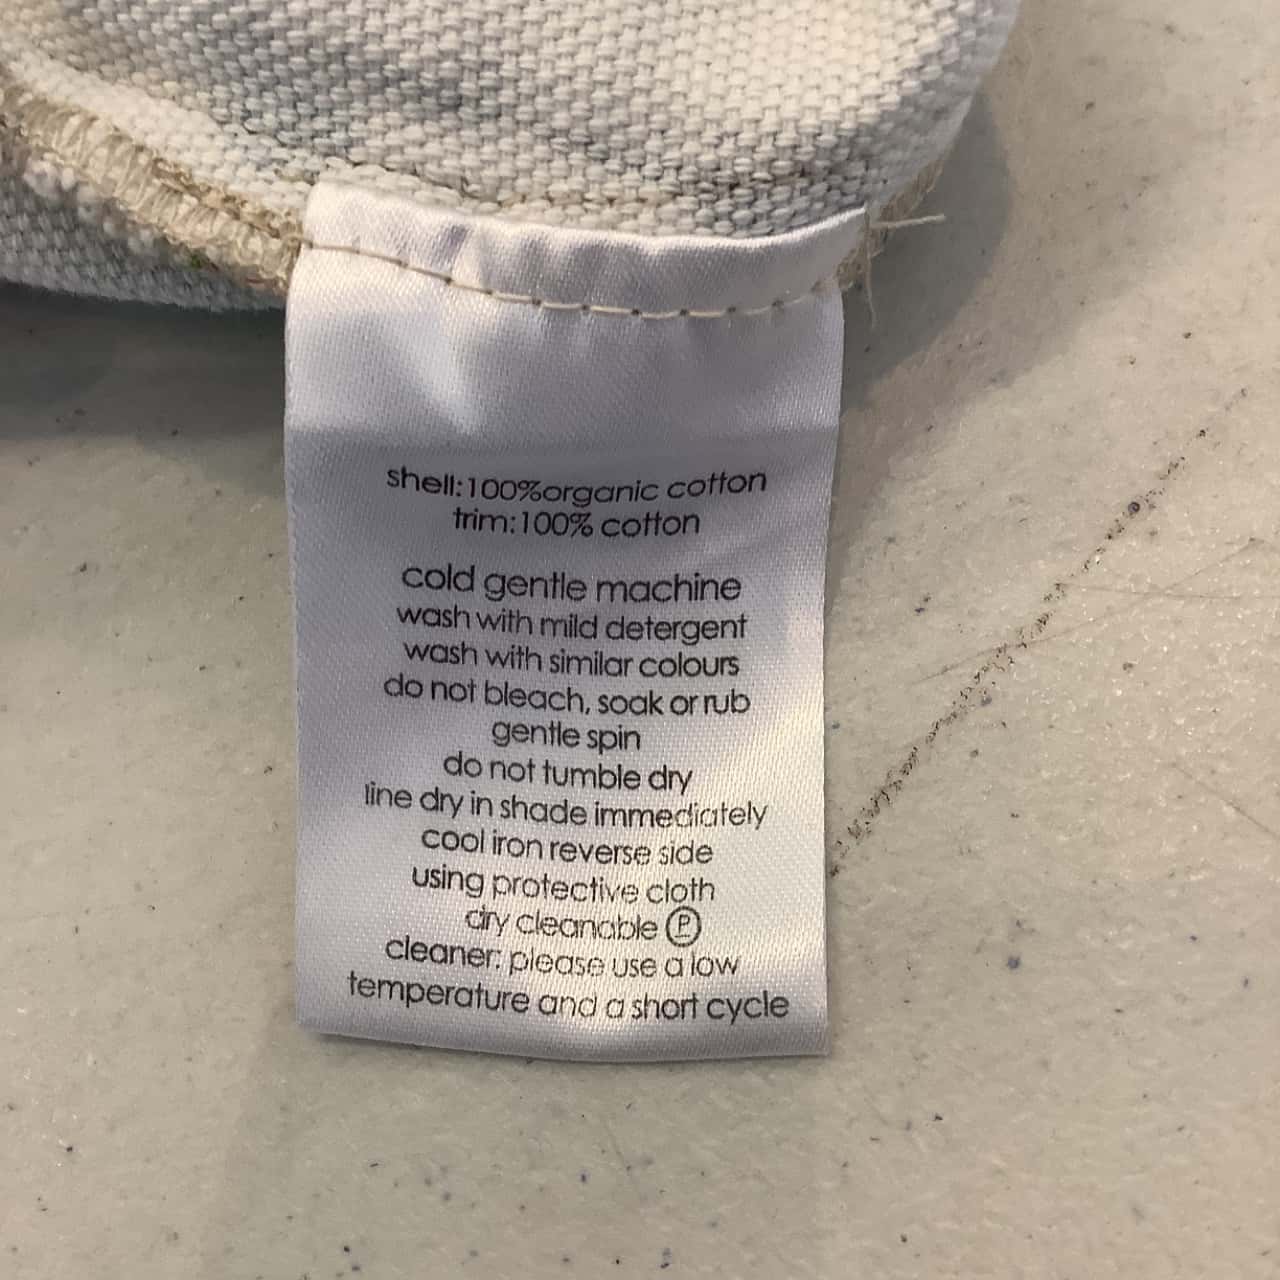 shell:100%organic cotton
trim:100% cotton
cold gentle machine
wash with mild detergent
wash with similar colours
do not bleach, soak or rub
gentle spin
do not tumble dry
line dry in shade immediately
cool iron reverse side
using protective cloth
dry cleanable Ⓟ
cleaner: please use a low
temperature and a short cycle